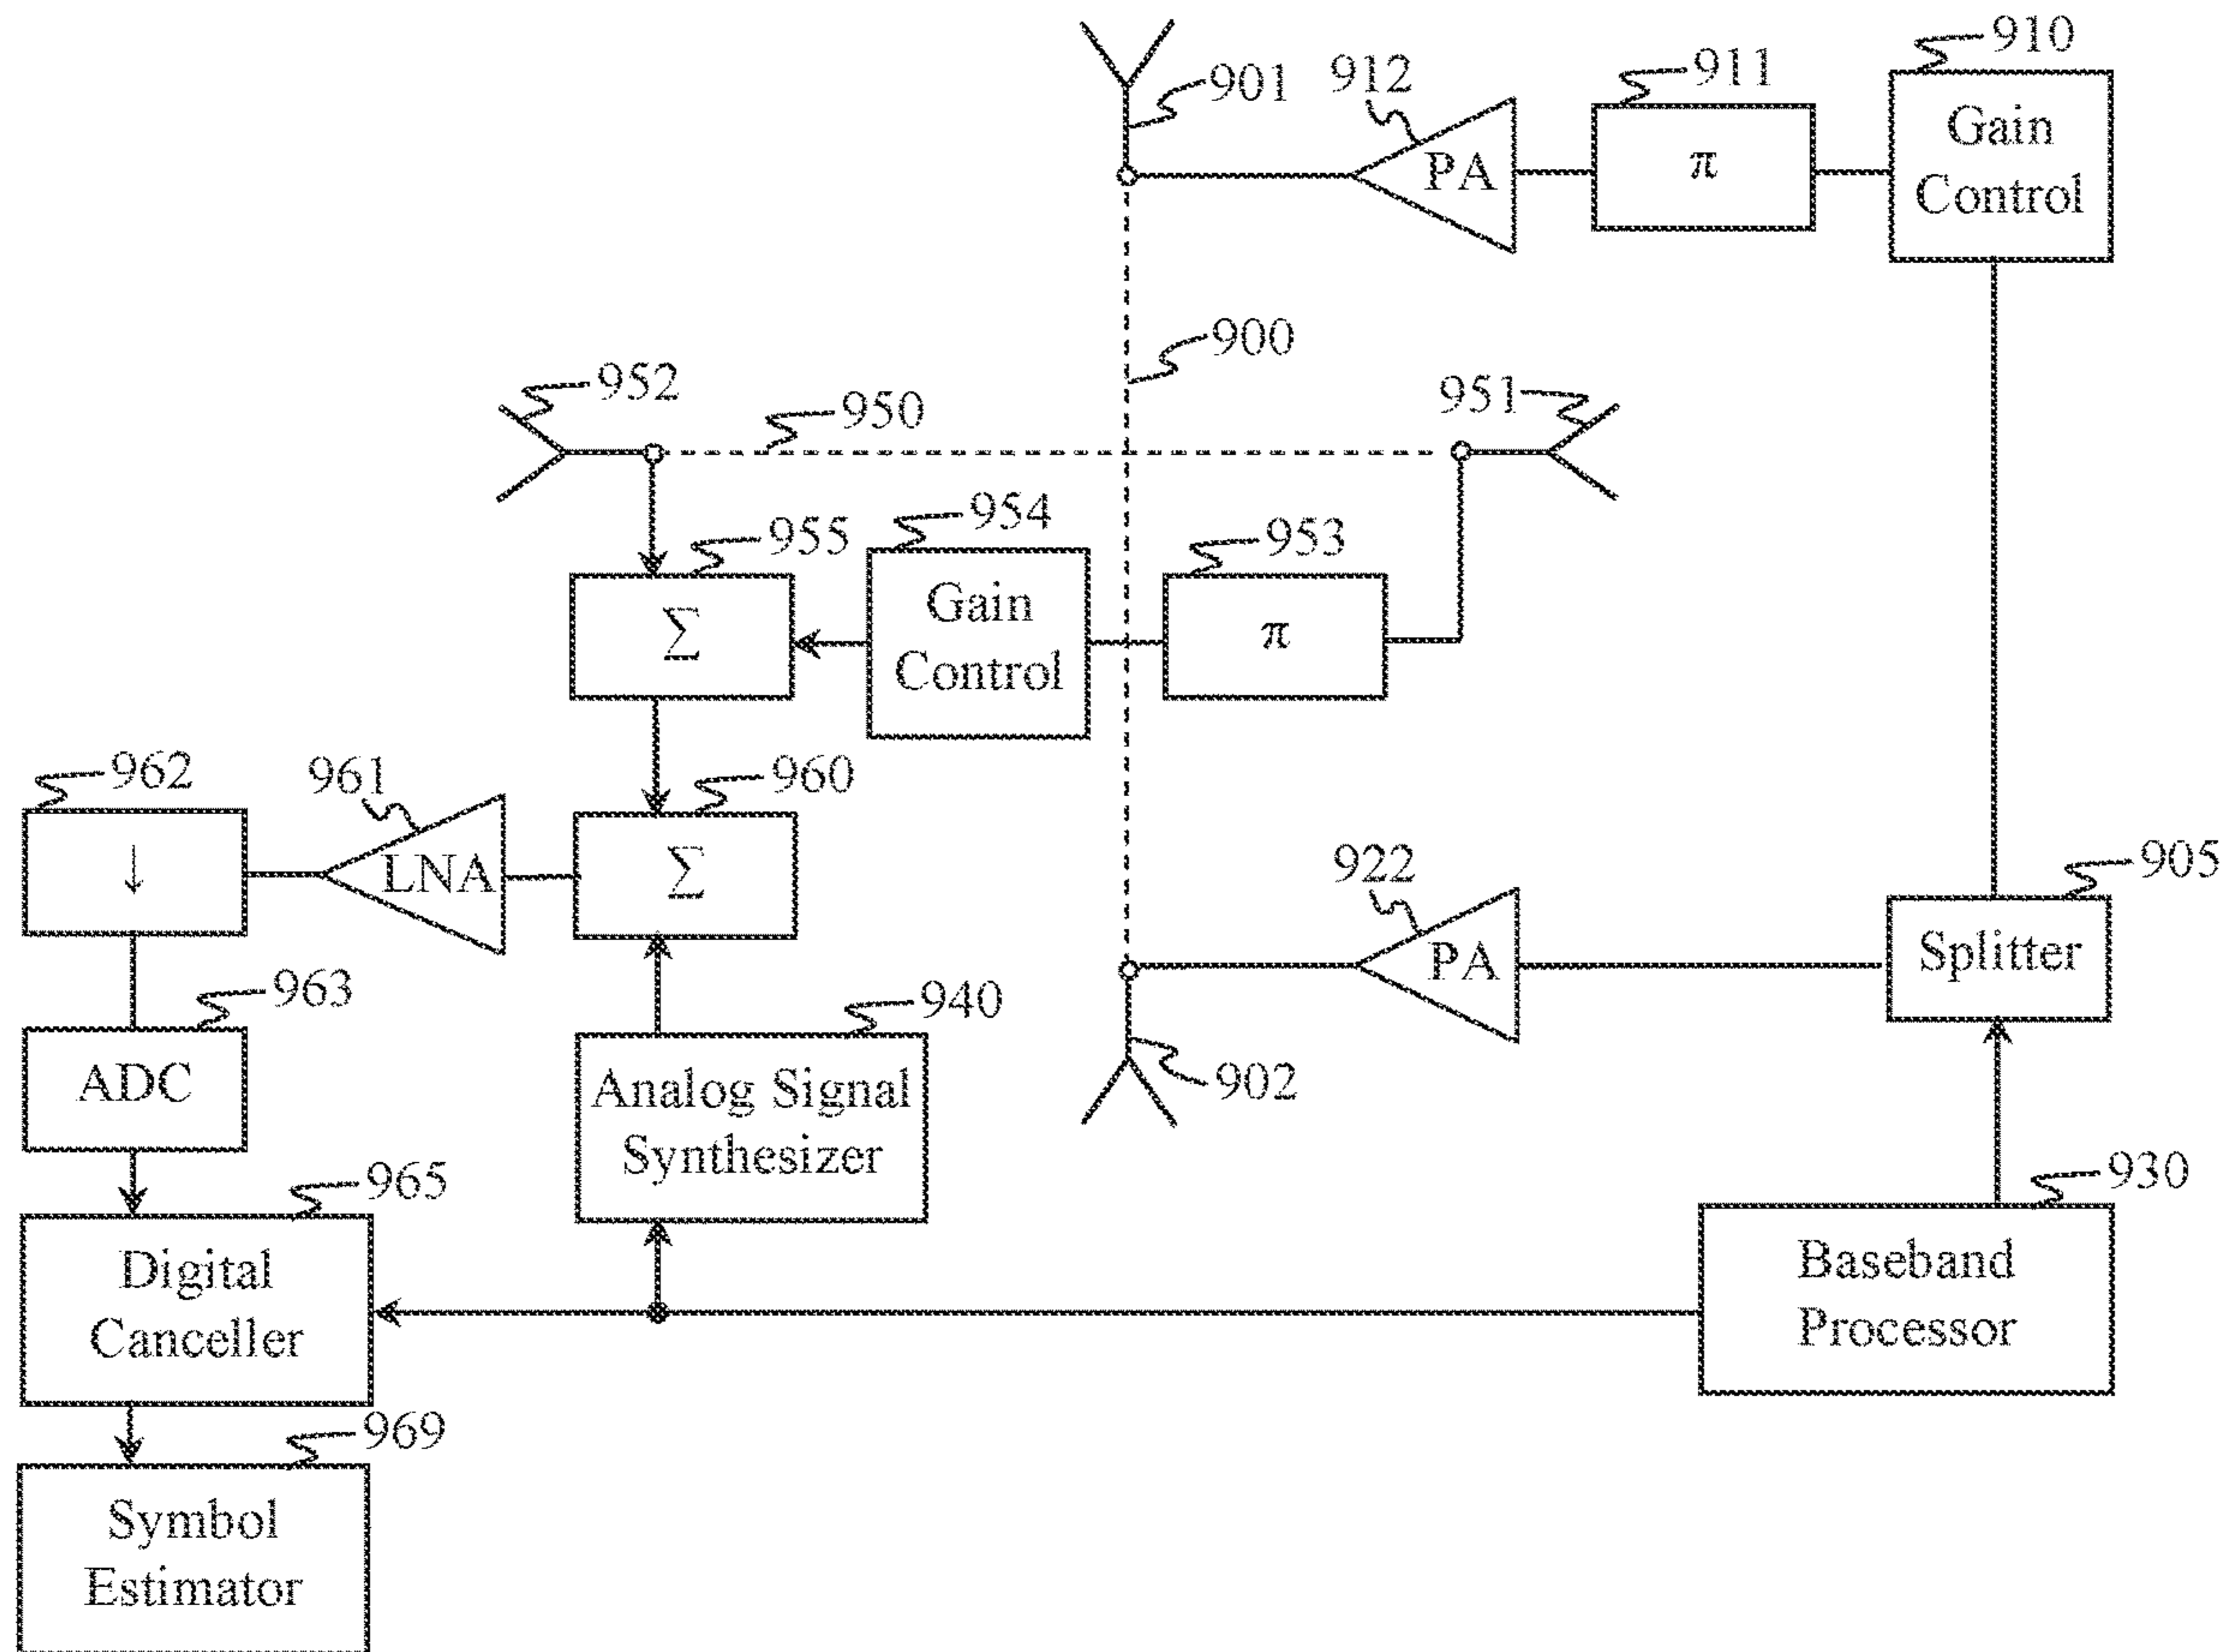 910
901
912
911
Gain
Control
PA
π
900
952
950
951
954
955
953
Gain
Control
Σ
π
962
961
960
922
905
↓
LNA
Σ
PA
Splitter
963
940
902
ADC
Analog Signal
Synthesizer
965
930
Digital
Canceller
Baseband
Processor
969
Symbol
Estimator